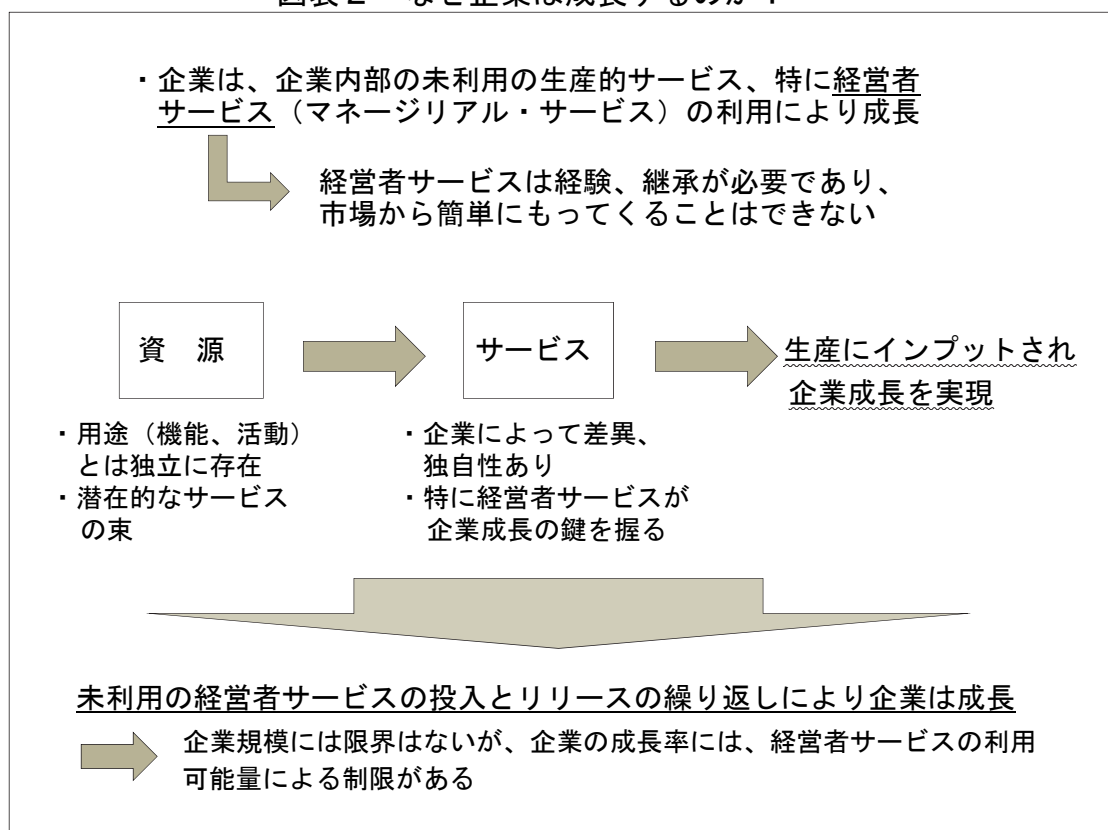 ・企業は、企業内部の未利用の生産的サービス、特に経営者
サービス（マネージリアル・サービス）の利用により成長
経営者サービスは経験、継承が必要であり、
市場から簡単にもってくることはできない
資　源
サービス
生産にインプットされ
企業成長を実現
・用途（機能、活動）
とは独立に存在
・潜在的なサービス
の束
・企業によって差異、
独自性あり
・特に経営者サービスが
企業成長の鍵を握る
未利用の経営者サービスの投入とリリースの繰り返しにより企業は成長
企業規模には限界はないが、企業の成長率には、経営者サービスの利用
可能量による制限がある